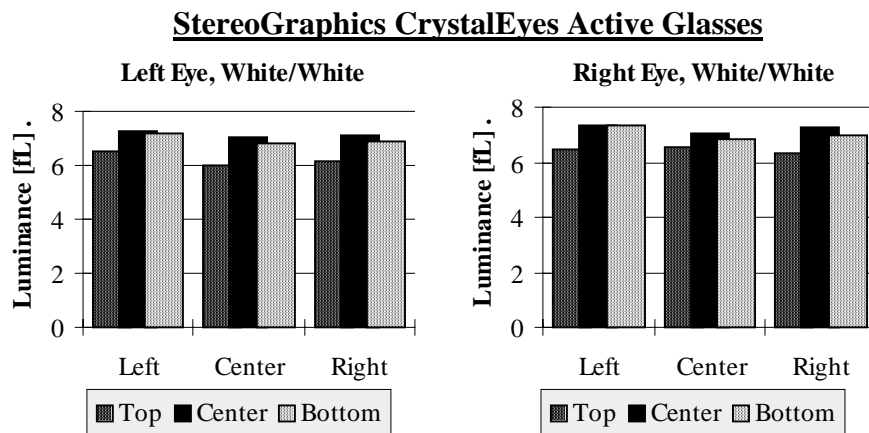 StereoGraphics CrystalEyes Active Glasses
Left Eye, White/White
Luminance [fL] .
8
6
4
2
0
Left Center Right
Top Center Bottom
Right Eye, White/White
Luminance [fL] .
8
6
4
2
0
Left Center Right
Top Center Bottom